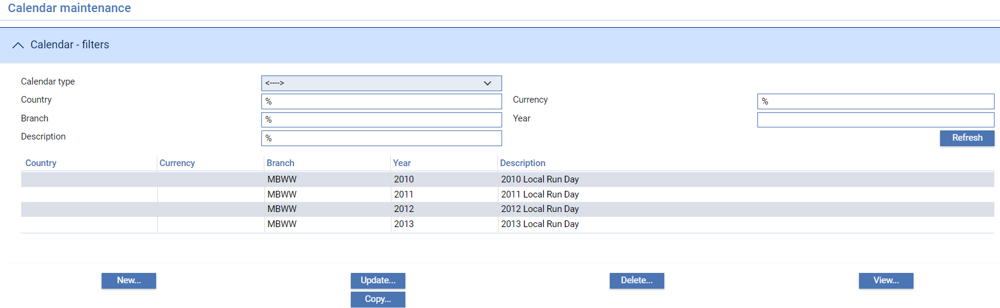 Calendar maintenance
Calendar - filters
Calendar type <---->
Country % Currency %
Branch % Year
Description %
Refresh
Country Currency Branch Year Description
MBWW 2010 2010 Local Run Day
MBWW 2011 2011 Local Run Day
MBWW 2012 2012 Local Run Day
MBWW 2013 2013 Local Run Day
New... Update... Delete... View...
Copy...